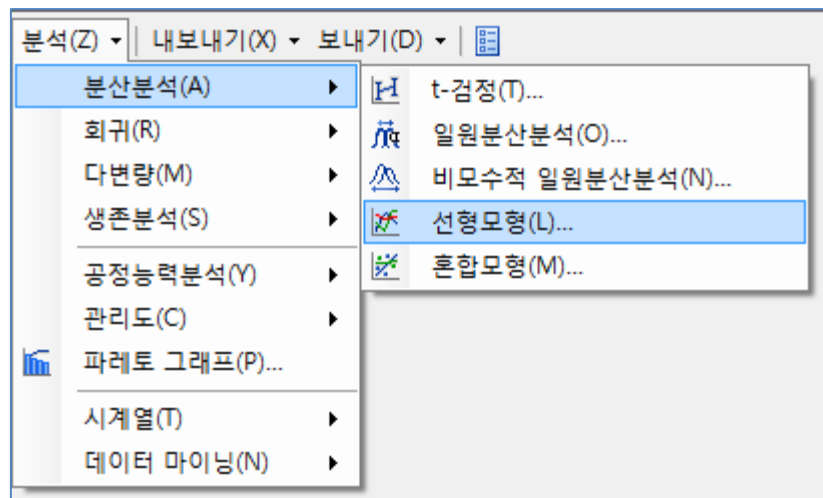 분석(Z) 내보내기(X) 보내기(D)
분산분석(A)
회귀(R)
다변량(M)
생존분석(S)
공정능력분석(Y)
관리도(C)
파레토 그래프(P)...
시계열(T)
데이터 마이닝(N)
t-검정(T)...
일원분산분석(O)...
비모수적 일원분산분석(N)...
선형모형(L)...
혼합모형(M)...